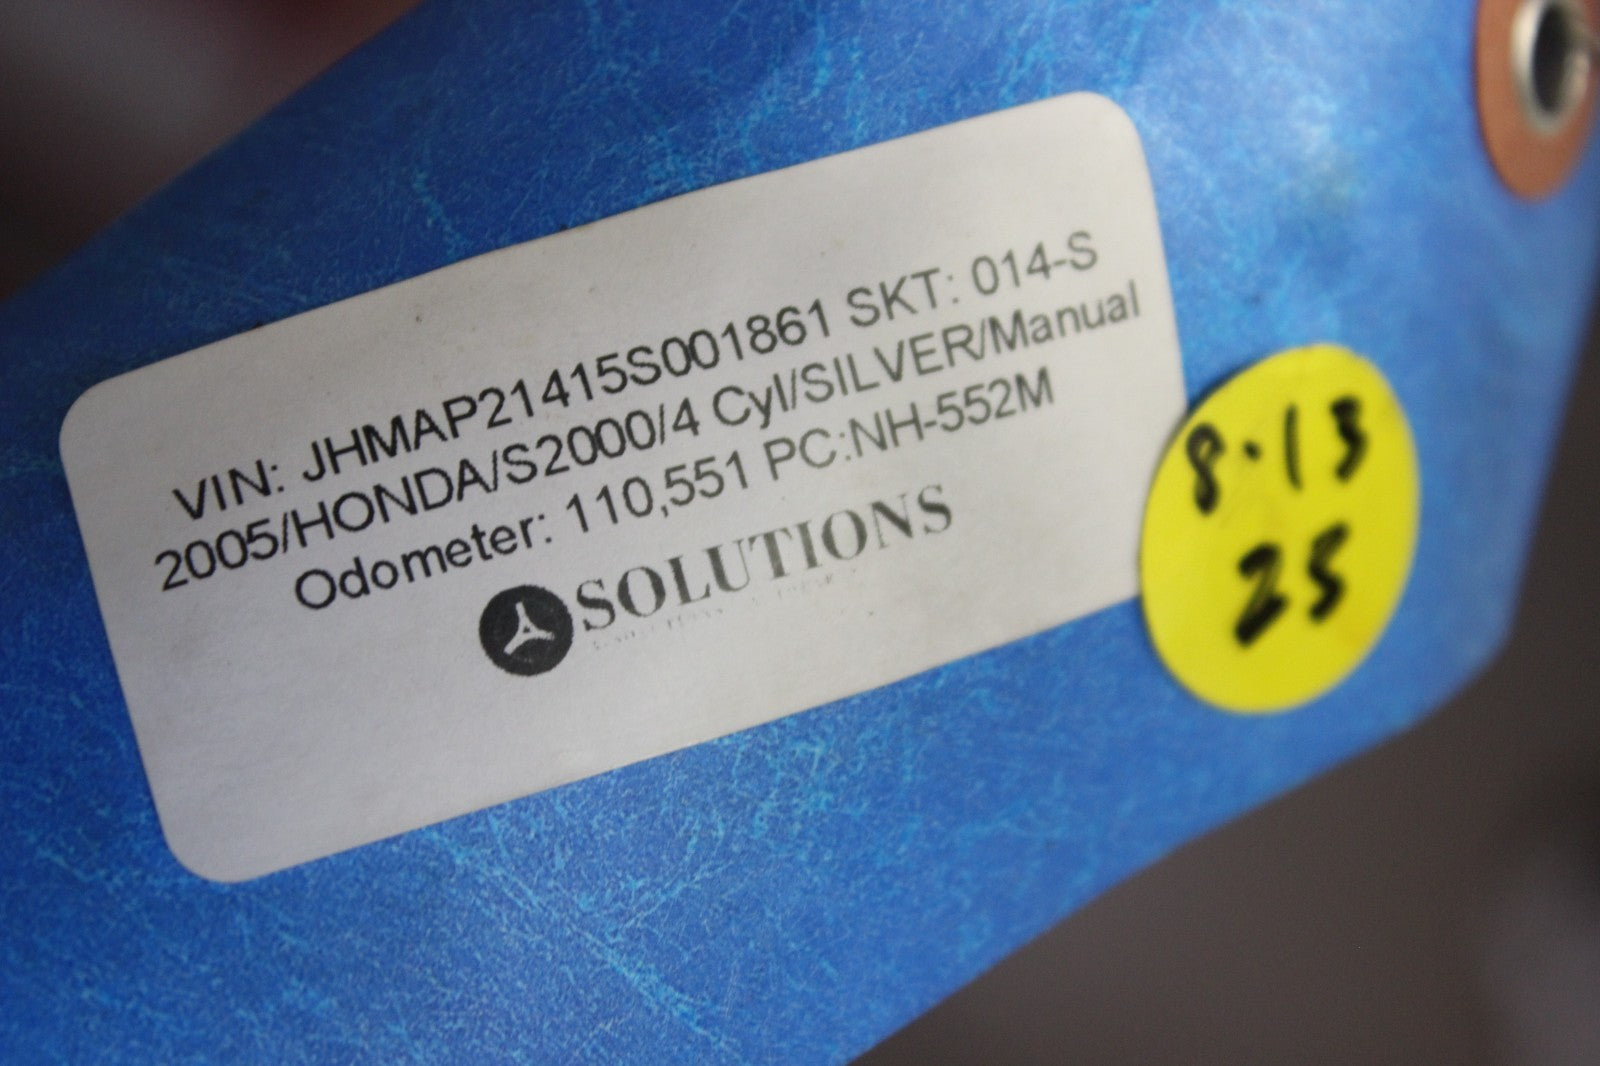 VIN: JHMAP21415S001861 SKT: 014-S
2005/HONDA/S2000/4 Cyl/SILVER/Manual
Odometer: 110,551 PC:NH-552M
SOLUTIONS
8.13
25